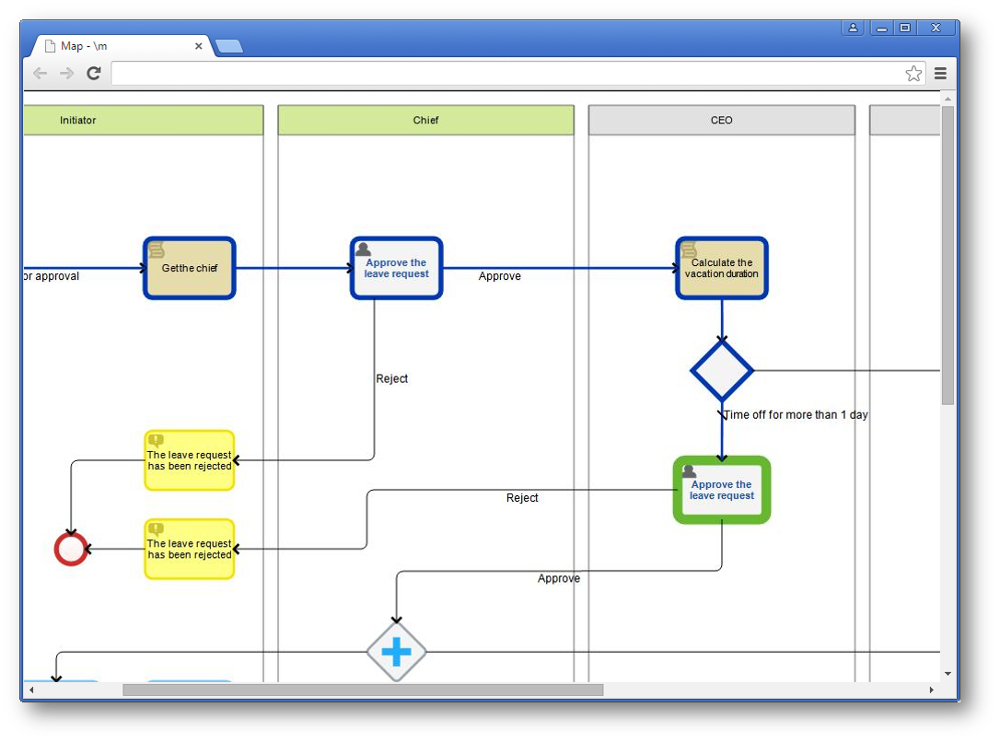 Map - \m
Initiator
Chief
CEO
or approval
Get the chief
Approve the
leave request
Approve
Calculate the
vacation duration
Reject
Time off for more than 1 day
The leave request
has been rejected
Approve the
leave request
Reject
The leave request
has been rejected
Approve